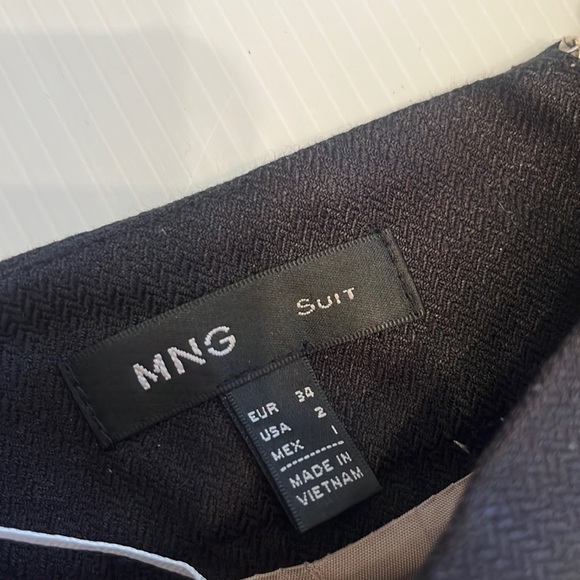 MNG Suit
EUR 34
USA 2
MEX 1
MADE IN
VIETNAM